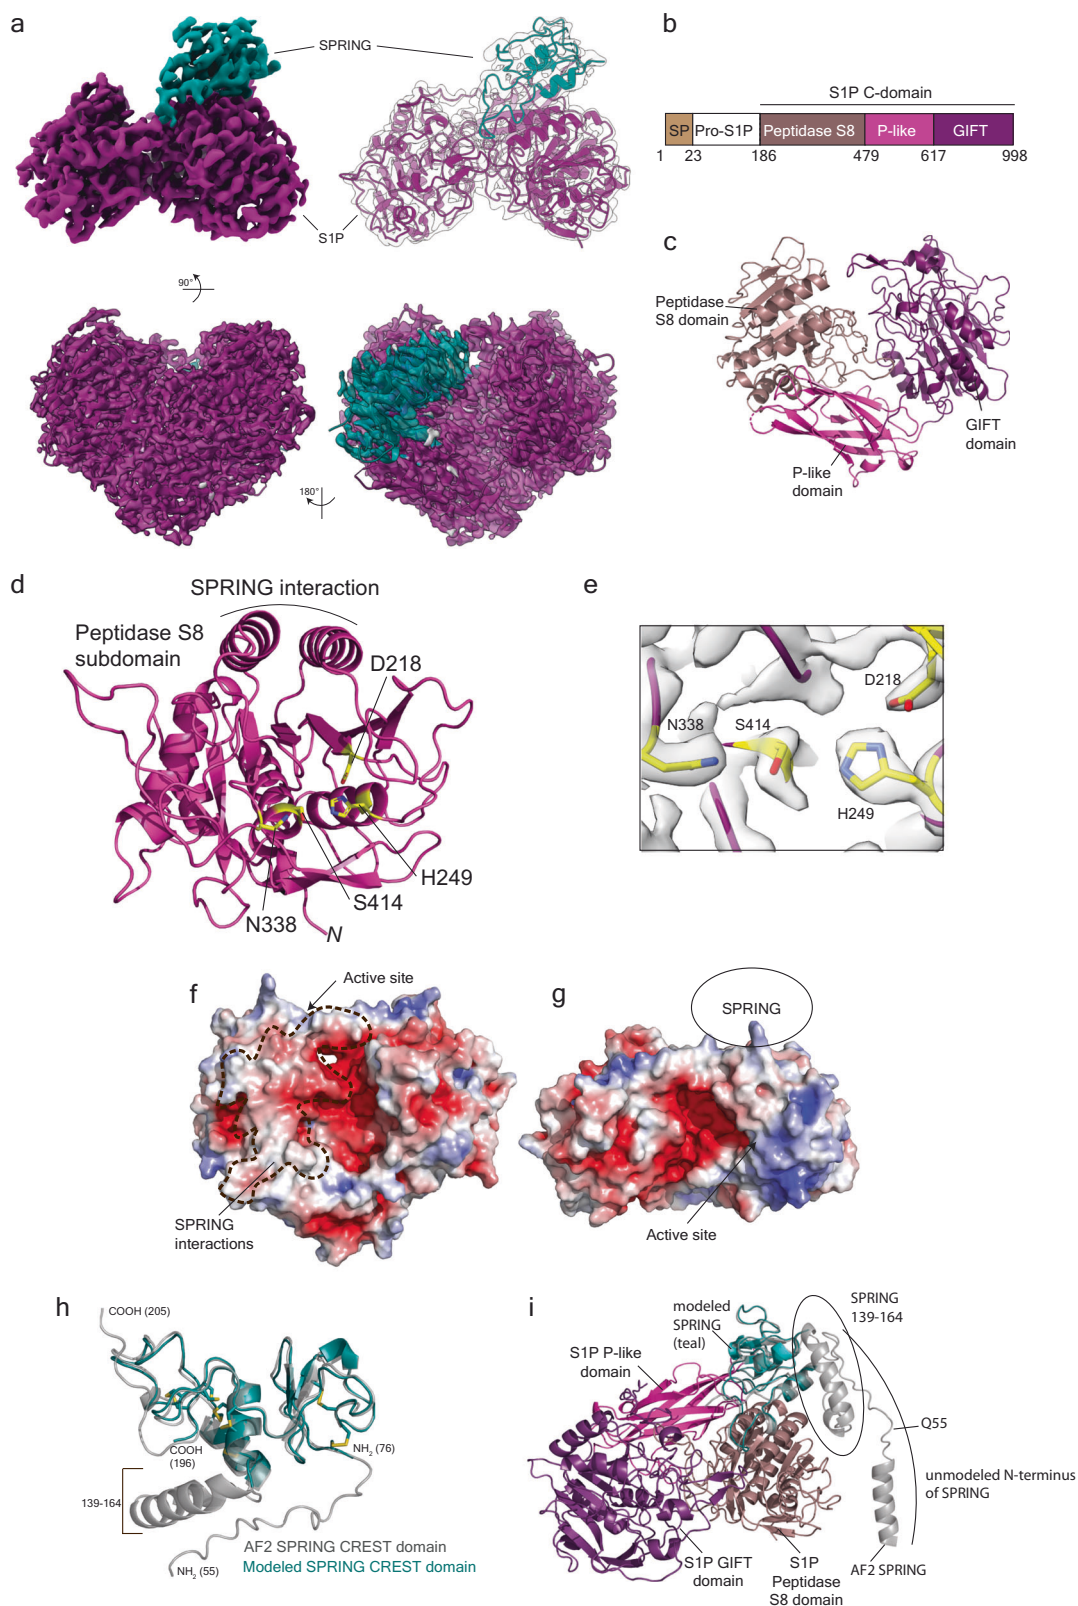 a
SPRING
S1P
90°
180°
b
S1P C-domain
SP Pro-S1P Peptidase S8 P-like GIFT
1 23 186 479 617 998
c
Peptidase
S8 domain
GIFT
domain
P-like
domain
d
SPRING interaction
Peptidase S8
subdomain
D218
H249
S414
N338
N
e
D218
N338
S414
H249
f
Active site
SPRING
interactions
g
SPRING
Active site
h
COOH (205)
COOH
(196)
NH2 (76)
139-164
NH2 (55)
AF2 SPRING CREST domain
Modeled SPRING CREST domain
i
modeled
SPRING
(teal)
SPRING
139-164
S1P P-like
domain
Q55
unmodeled N-terminus
of SPRING
S1P GIFT
domain
S1P
Peptidase
S8 domain
AF2 SPRING